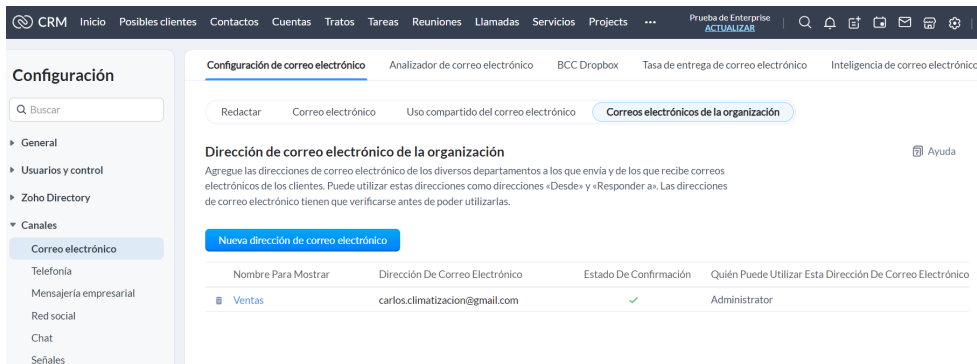 CRM Inicio Posibles clientes Contactos Cuentas Tratos Tareas Reuniones Llamadas Servicios Projects ••• Prueba de Enterprise
ACTUALIZAR
Configuración
Buscar
General
Usuarios y control
Zoho Directory
Canales
Correo electrónico
Telefonía
Mensajería empresarial
Red social
Chat
Señales
Configuración de correo electrónico Analizador de correo electrónico BCC Dropbox Tasa de entrega de correo electrónico Inteligencia de correo electrónico
Redactar Correo electrónico Uso compartido del correo electrónico Correos electrónicos de la organización
Dirección de correo electrónico de la organización Ayuda
Agregue las direcciones de correo electrónico de los diversos departamentos a los que envía y de los que recibe correos
electrónicos de los clientes. Puede utilizar estas direcciones como direcciones «Desde» y «Responder a». Las direcciones
de correo electrónico tienen que verificarse antes de poder utilizarlas.
Nueva dirección de correo electrónico
Nombre Para Mostrar Dirección De Correo Electrónico Estado De Confirmación Quién Puede Utilizar Esta Dirección De Correo Electrónico
Ventas carlos.climatizacion@gmail.com Administrator